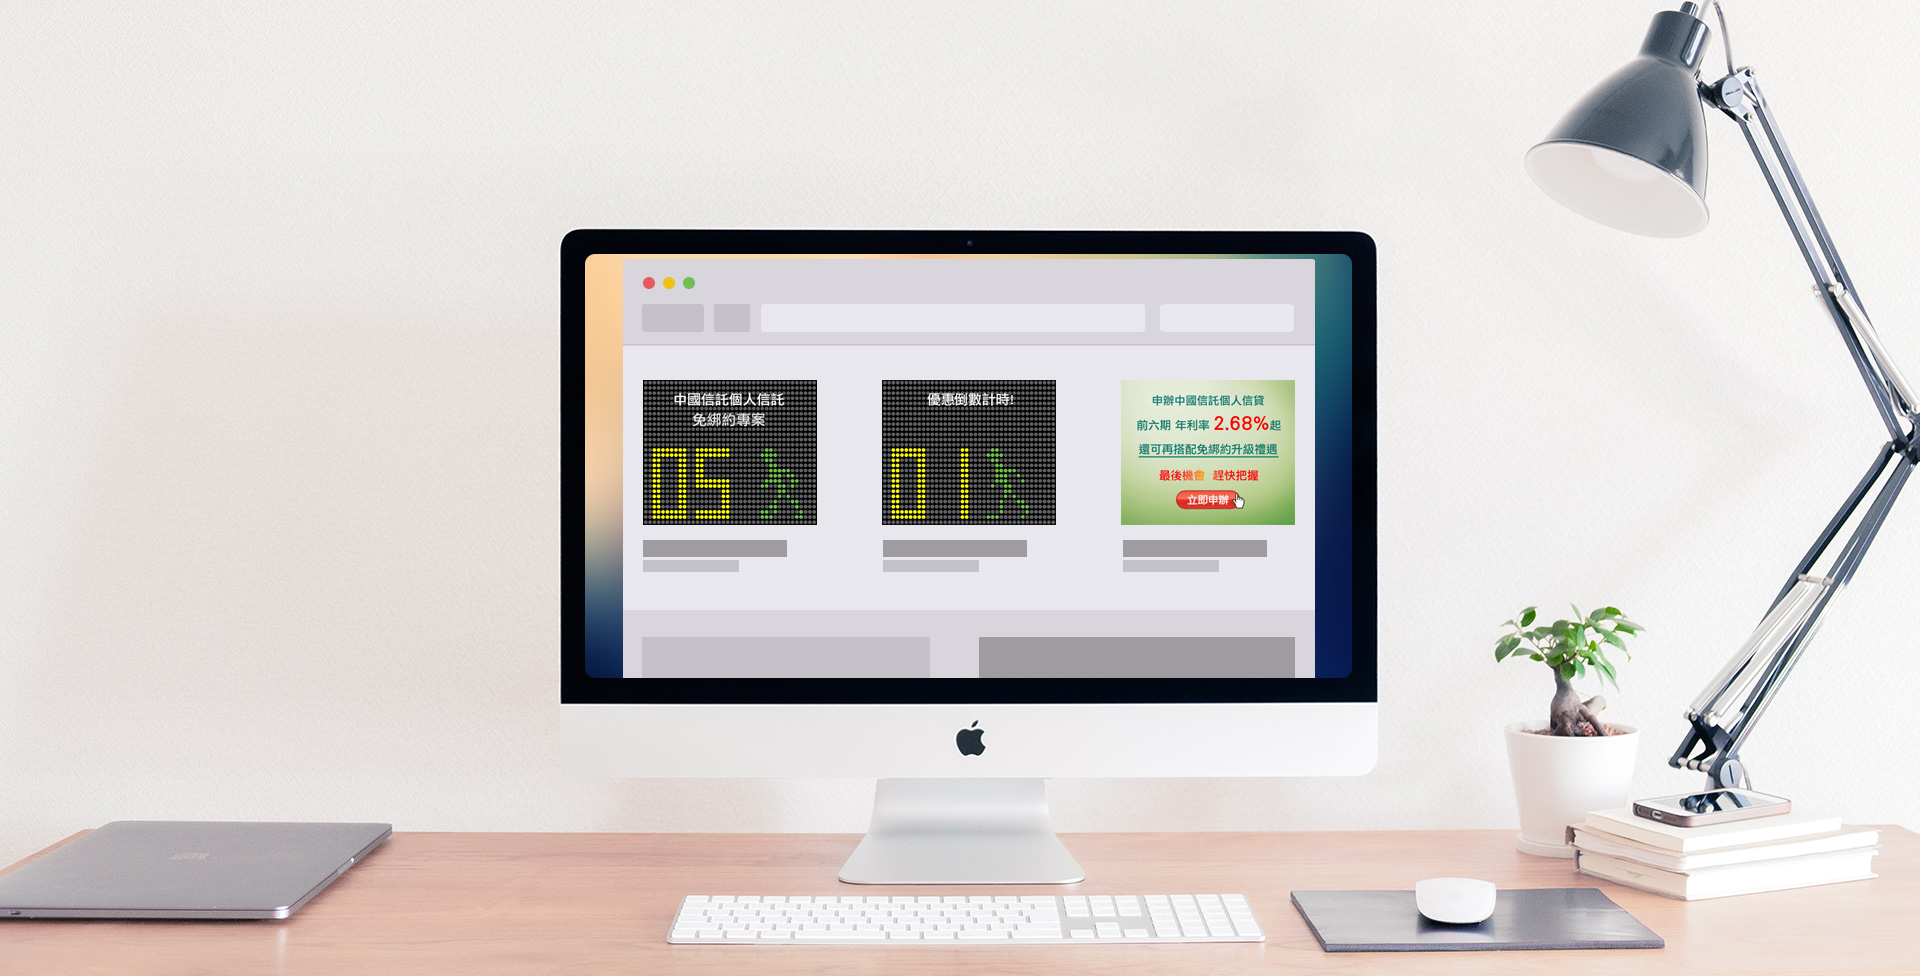 中國信託個人信託
免綁約專案
05
優惠倒數計時!
01
申辦中國信託個人信貸
前六期 年利率 2.68%起
還可再搭配免綁約升級禮遇
最後機會 趕快把握
立即申辦